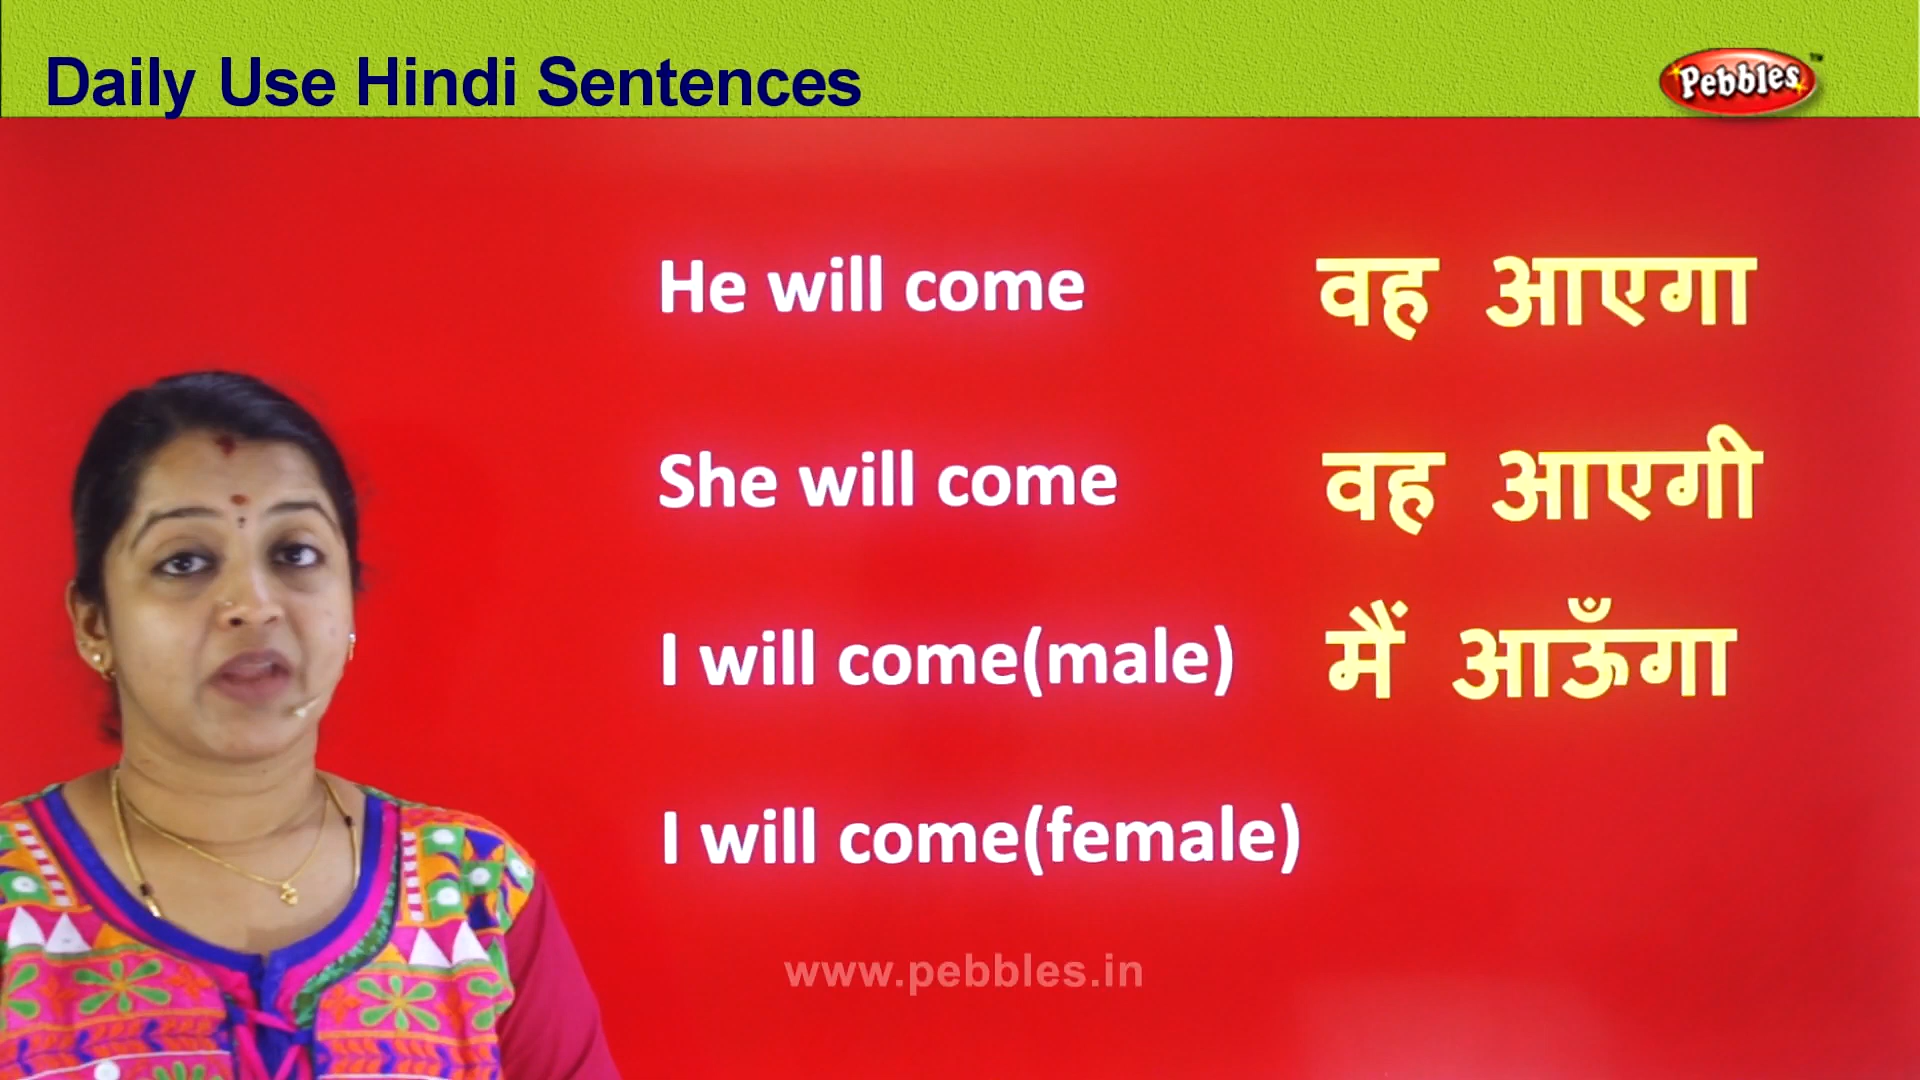 Daily Use Hindi Sentences
Pebbles™
He will come वह आएगा
She will come वह आएगी
I will come(male) मैं आऊँगा
I will come(female)
www.pebbles.in